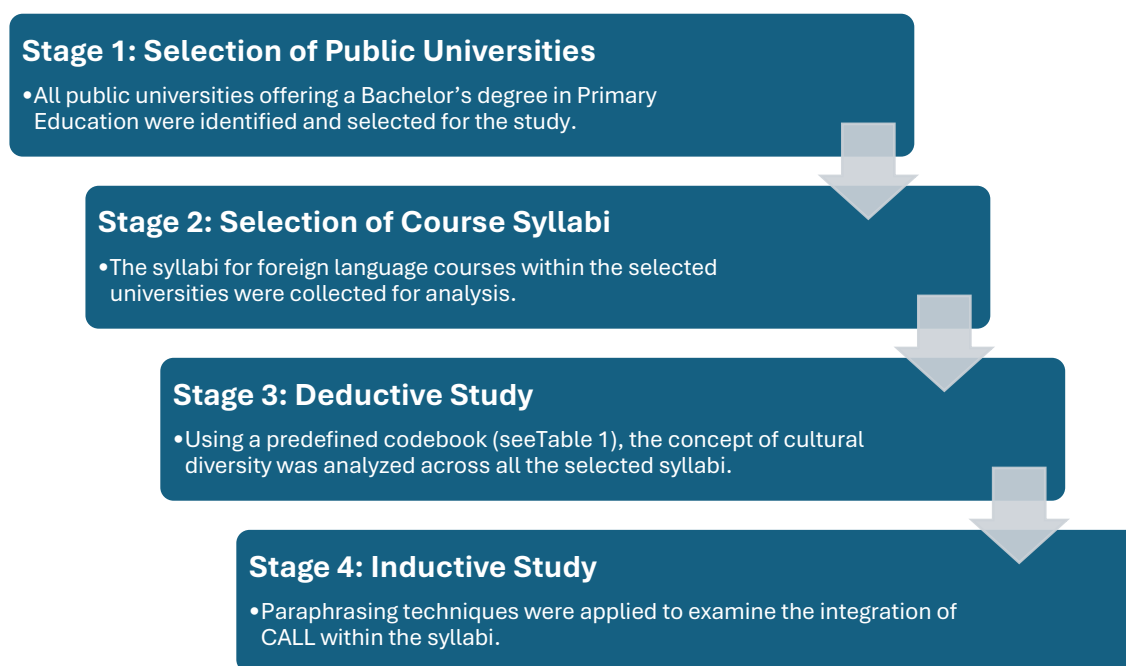 Stage 1: Selection of Public Universities
•All public universities offering a Bachelor’s degree in Primary
Education were identified and selected for the study.
Stage 2: Selection of Course Syllabi
•The syllabi for foreign language courses within the selected
universities were collected for analysis.
Stage 3: Deductive Study
•Using a predefined codebook (seeTable 1), the concept of cultural
diversity was analyzed across all the selected syllabi.
Stage 4: Inductive Study
•Paraphrasing techniques were applied to examine the integration of
CALL within the syllabi.